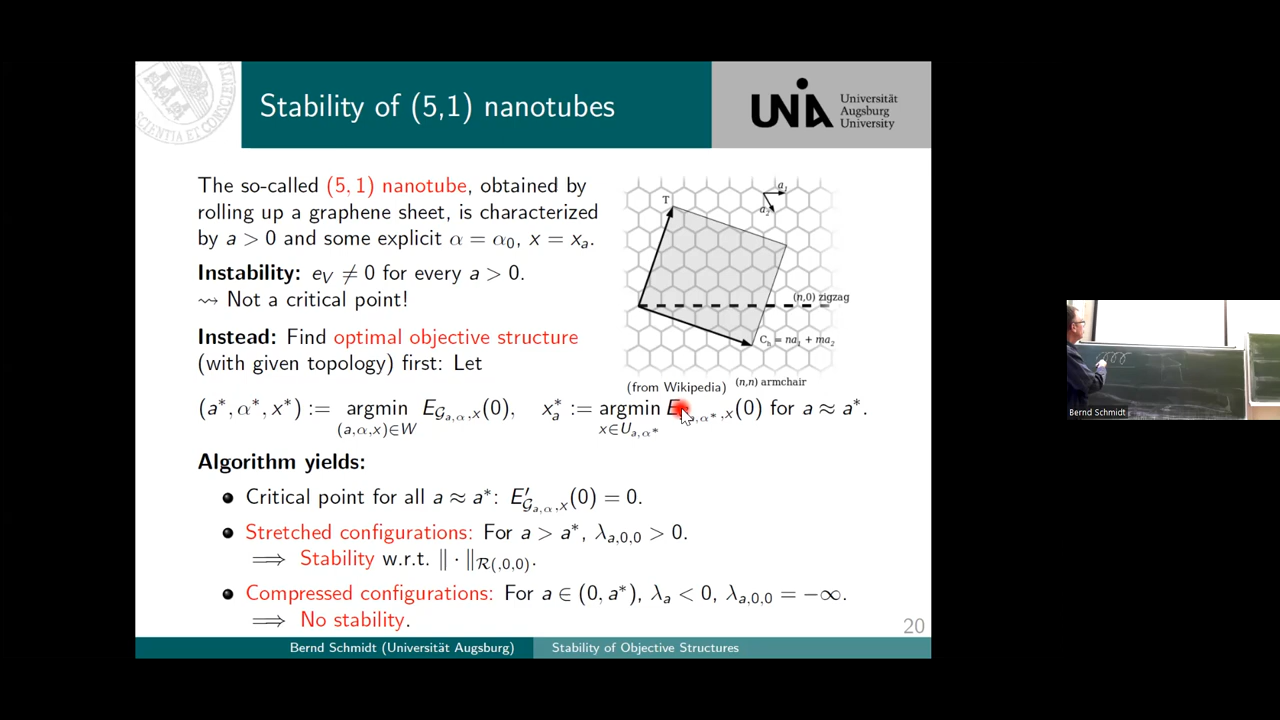 Stability of (5,1) nanotubes
UNIA Universität Augsburg University
The so-called (5, 1) nanotube, obtained by
rolling up a graphene sheet, is characterized
by a > 0 and some explicit α = α₀, x = xₐ.
Instability: e_V ≠ 0 for every a > 0.
⇝ Not a critical point!
Instead: Find optimal objective structure
(with given topology) first: Let
T
a₁
a₂
(n,0) zigzag
Cₕ = na₁ + ma₂
(from Wikipedia) (n,n) armchair
(a*, α*, x*) := argmin_{(a,α,x)∈W} E_{𝒢_{a,α},x}(0), x*_a := argmin_{x∈U_{a,α*}} E_{a,α*,x}(0) for a ≈ a*.
Algorithm yields:
Critical point for all a ≈ a*: E′_{𝒢_{a,α},x}(0) = 0.
Stretched configurations: For a > a*, λ_{a,0,0} > 0.
⟹ Stability w.r.t. ‖ · ‖_{ℛ(,0,0)}.
Compressed configurations: For a ∈ (0, a*), λ_a < 0, λ_{a,0,0} = −∞.
⟹ No stability.
20
Bernd Schmidt (Universität Augsburg) Stability of Objective Structures
Bernd Schmidt